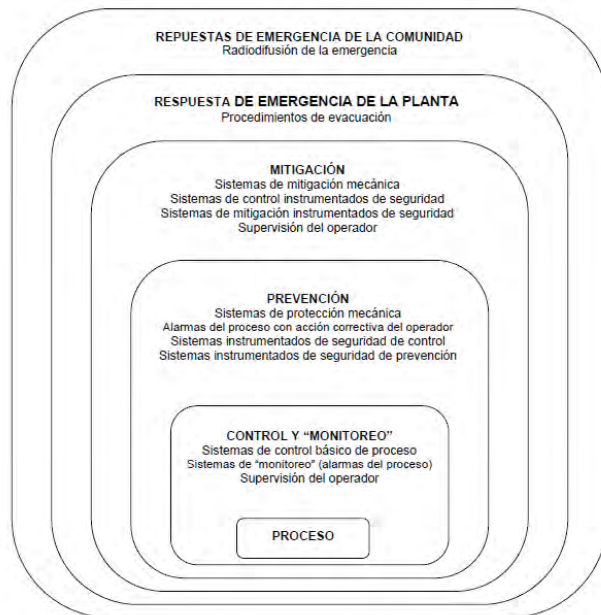 REPUESTAS DE EMERGENCIA DE LA COMUNIDAD
Radiodifusión de la emergencia
RESPUESTA DE EMERGENCIA DE LA PLANTA
Procedimientos de evacuación
MITIGACIÓN
Sistemas de mitigación mecánica
Sistemas de control instrumentados de seguridad
Sistemas de mitigación instrumentados de seguridad
Supervisión del operador
PREVENCIÓN
Sistemas de protección mecánica
Alarmas del proceso con acción correctiva del operador
Sistemas instrumentados de seguridad de control
Sistemas instrumentados de seguridad de prevención
CONTROL Y “MONITOREO”
Sistemas de control básico de proceso
Sistemas de “monitoreo” (alarmas del proceso)
Supervisión del operador
PROCESO